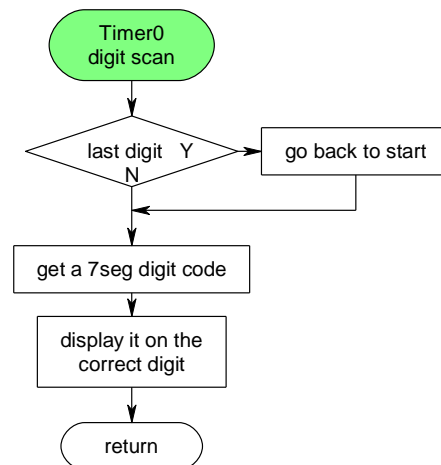 Timer0
digit scan
last digit Y
N
go back to start
get a 7seg digit code
display it on the
correct digit
return